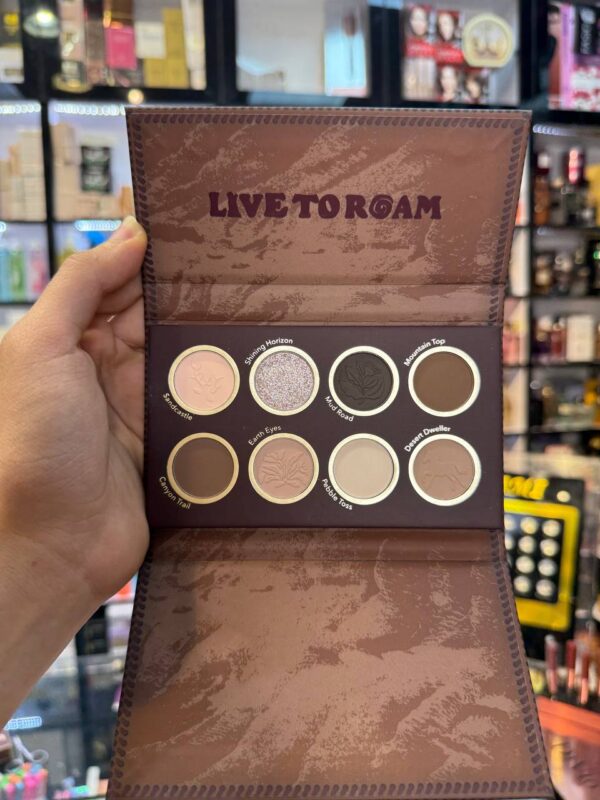 LIVE TO ROAM
Sandcastle
Shining Horizon
Mud Road
Mountain Top
Canyon Trail
Earth Eyes
Pebble Toss
Desert Dweller